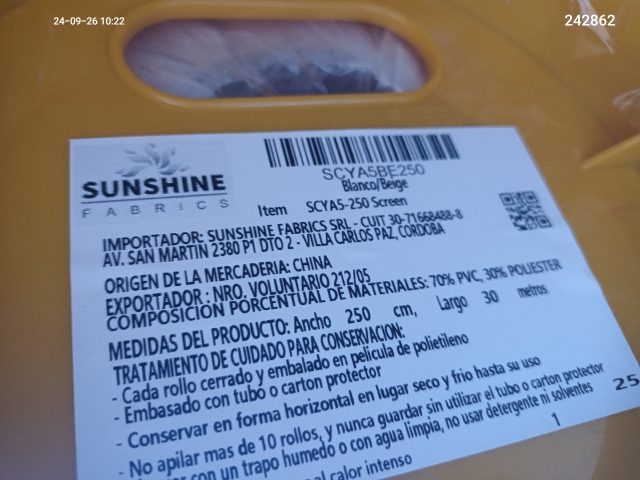 24-09-26 10:22
242862
SUNSHINE
FABRICS
SCYA5BE250
Blanco/Beige
Item SCYA5-250 Screen
IMPORTADOR: SUNSHINE FABRICS SRL - CUIT 30-71668488-8
AV. SAN MARTIN 2380 P1 DTO 2 - VILLA CARLOS PAZ, CORDOBA
ORIGEN DE LA MERCADERIA: CHINA
EXPORTADOR : NRO. VOLUNTARIO 212/05
COMPOSICIÓN PORCENTUAL DE MATERIALES: 70% PVC, 30% POLIESTER
MEDIDAS DEL PRODUCTO: Ancho 250 cm, Largo 30 metros
TRATAMIENTO DE CUIDADO PARA CONSERVACION:
- Cada rollo cerrado y embalado en pelicula de polietileno
- Embasado con tubo o carton protector
- Conservar en forma horizontal en lugar seco y frio hasta su uso
- No apilar mas de 10 rollos, y nunca guardar sin utilizar el tubo o carton protector
con un trapo humedo o con agua limpia, no usar detergente ni solventes
calor intenso
1
25